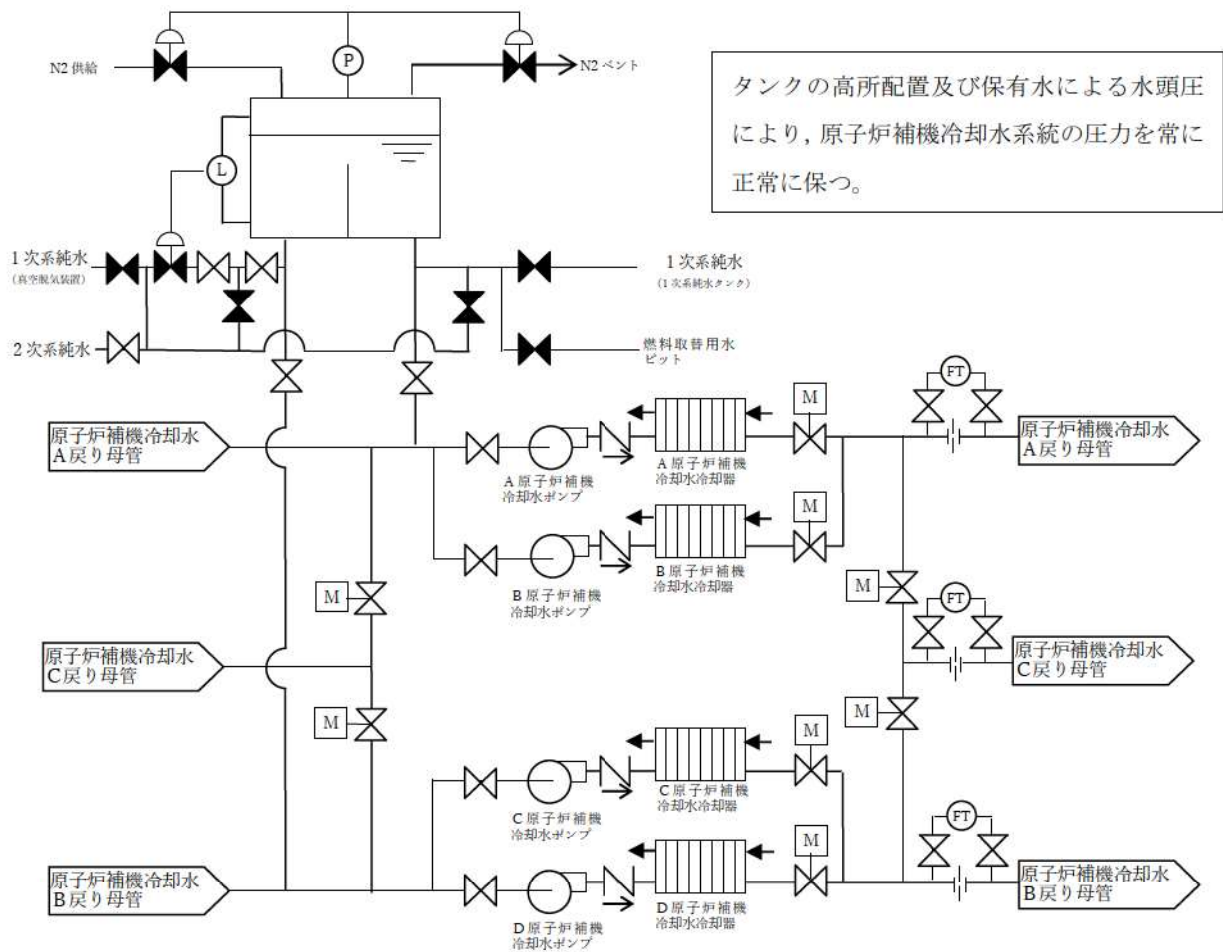 N2 供給
P
N2 ベント
タンクの高所配置及び保有水による水頭圧
により,原子炉補機冷却水系統の圧力を常に
正常に保つ。
L
1 次系純水
(真空脱気装置)
1 次系純水
(1 次系純水タンク)
2 次系純水
燃料取替用水
ピット
原子炉補機冷却水
A戻り母管
A原子炉補機
冷却水ポンプ
A原子炉補機
冷却水冷却器
M
FT
原子炉補機冷却水
A戻り母管
B原子炉補機
冷却水ポンプ
B原子炉補機
冷却水冷却器
M
M
M
FT
原子炉補機冷却水
C戻り母管
原子炉補機冷却水
C戻り母管
M
M
C原子炉補機
冷却水ポンプ
C原子炉補機
冷却水冷却器
M
原子炉補機冷却水
B戻り母管
D原子炉補機
冷却水ポンプ
D原子炉補機
冷却水冷却器
M
FT
原子炉補機冷却水
B戻り母管